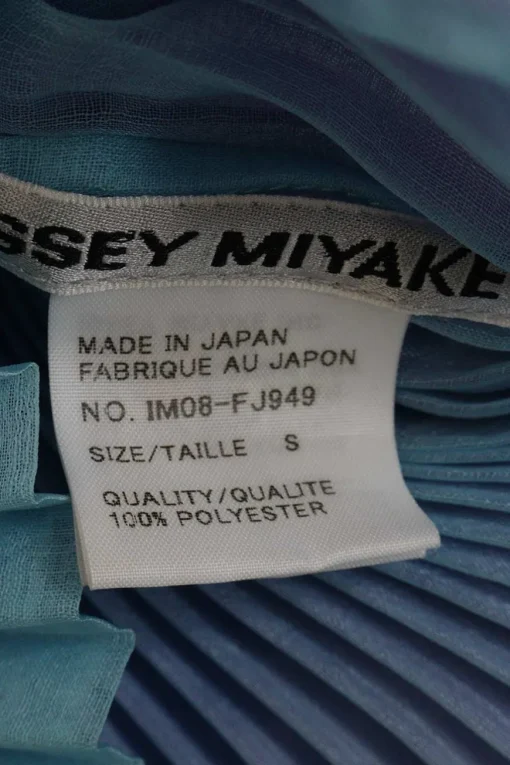 SSEY MIYAKE
MADE IN JAPAN
FABRIQUE AU JAPON
NO. IM08-FJ949
SIZE/TAILLE S
QUALITY/QUALITE
100% POLYESTER